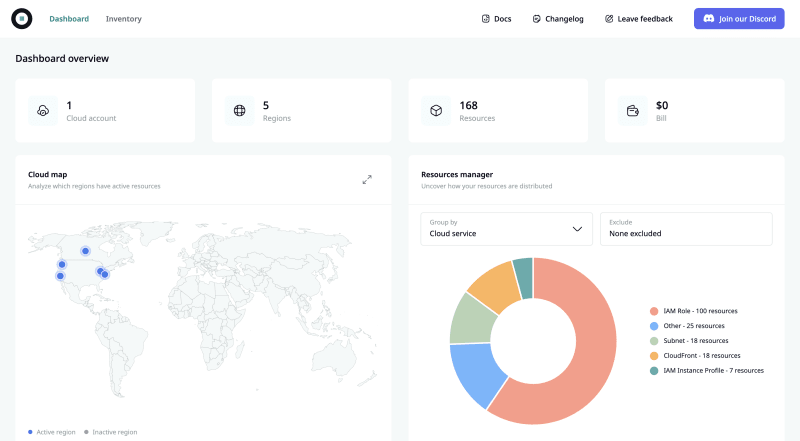 Dashboard
Inventory
Docs
Changelog
Leave feedback
Join our Discord
Dashboard overview
1
Cloud account
5
Regions
168
Resources
$0
Bill
Cloud map
Analyze which regions have active resources
Resources manager
Uncover how your resources are distributed
Group by
Cloud service
Exclude
None excluded
IAM Role - 100 resources
Other - 25 resources
Subnet - 18 resources
CloudFront - 18 resources
IAM Instance Profile - 7 resources
Active region
Inactive region